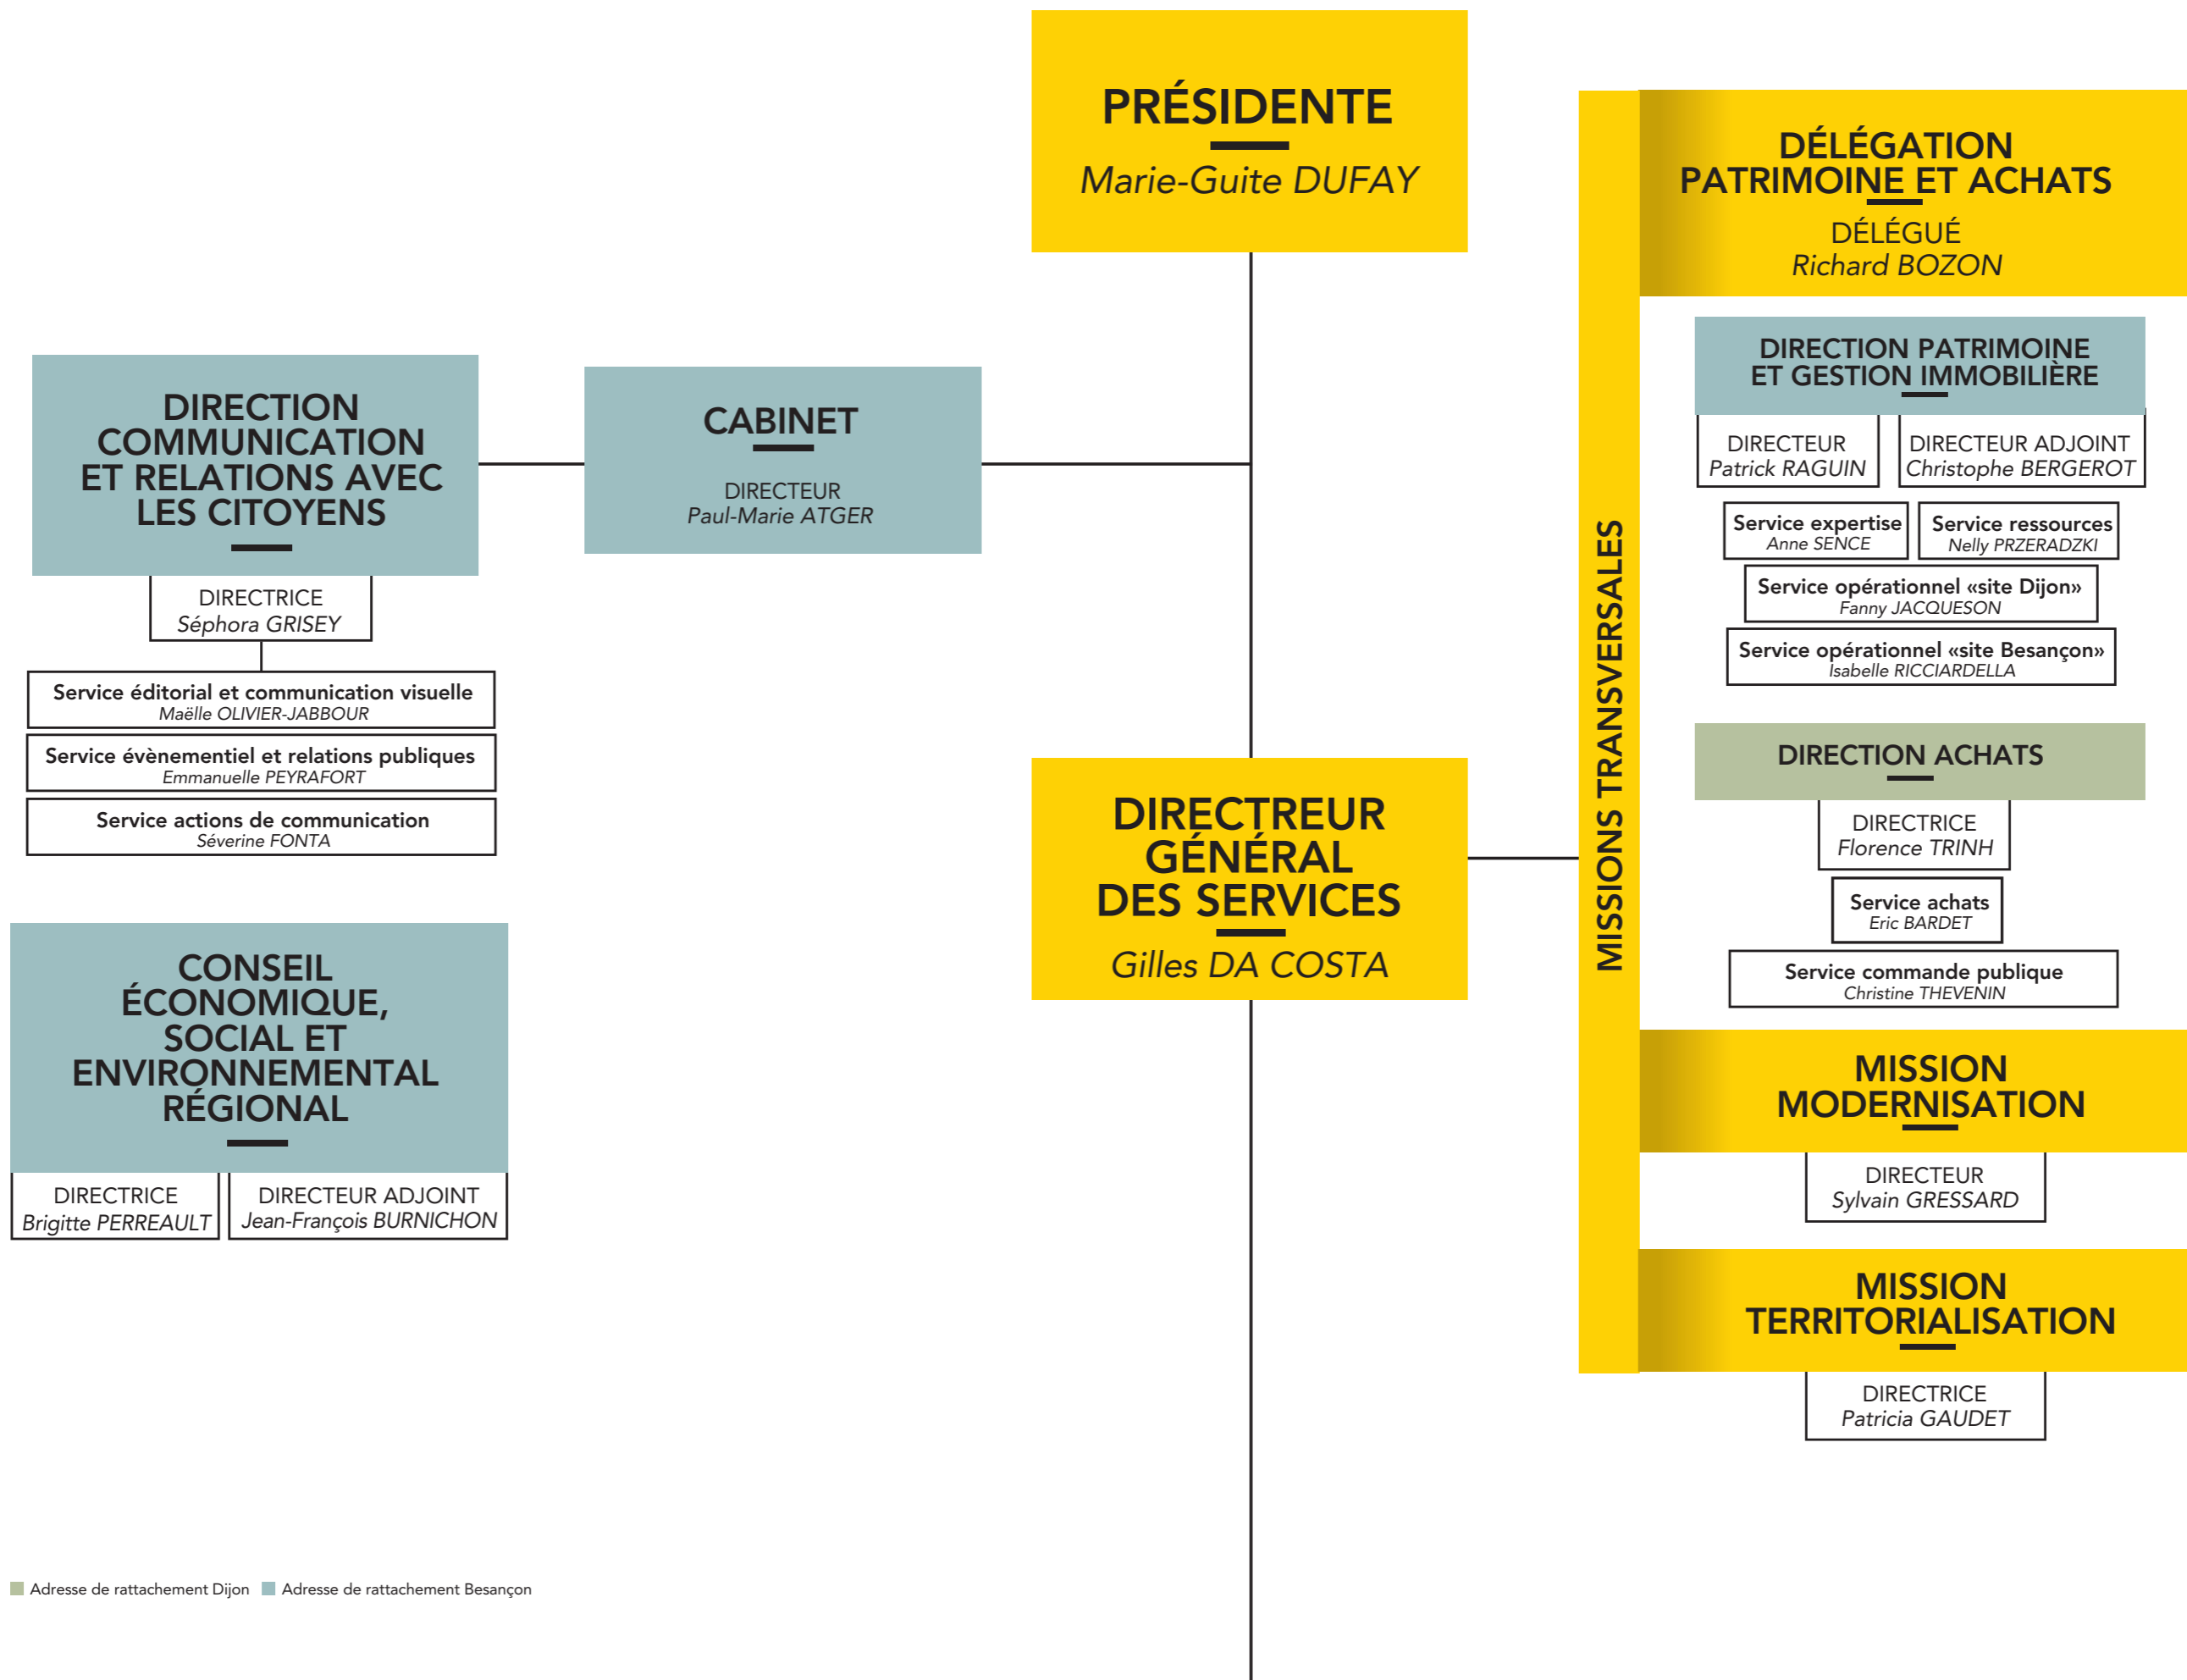 PRÉSIDENTE
Marie-Guite DUFAY
DIRECTION
COMMUNICATION
ET RELATIONS AVEC
LES CITOYENS
DIRECTRICE
Séphora GRISEY
Service éditorial et communication visuelle
Maëlle OLIVIER-JABBOUR
Service évènementiel et relations publiques
Emmanuelle PEYRAFORT
Service actions de communication
Séverine FONTA
CABINET
DIRECTEUR
Paul-Marie ATGER
CONSEIL
ÉCONOMIQUE,
SOCIAL ET
ENVIRONNEMENTAL
RÉGIONAL
DIRECTRICE
Brigitte PERREAULT
DIRECTEUR ADJOINT
Jean-François BURNICHON
DIRECTREUR
GÉNÉRAL
DES SERVICES
Gilles DA COSTA
MISSIONS TRANSVERSALES
DÉLÉGATION
PATRIMOINE ET ACHATS
DÉLÉGUÉ
Richard BOZON
DIRECTION PATRIMOINE
ET GESTION IMMOBILIÈRE
DIRECTEUR
Patrick RAGUIN
DIRECTEUR ADJOINT
Christophe BERGEROT
Service expertise
Anne SENCE
Service ressources
Nelly PRZERADZKI
Service opérationnel «site Dijon»
Fanny JACQUESON
Service opérationnel «site Besançon»
Isabelle RICCIARDELLA
DIRECTION ACHATS
DIRECTRICE
Florence TRINH
Service achats
Eric BARDET
Service commande publique
Christine THEVENIN
MISSION
MODERNISATION
DIRECTEUR
Sylvain GRESSARD
MISSION
TERRITORIALISATION
DIRECTRICE
Patricia GAUDET
Adresse de rattachement Dijon
Adresse de rattachement Besançon